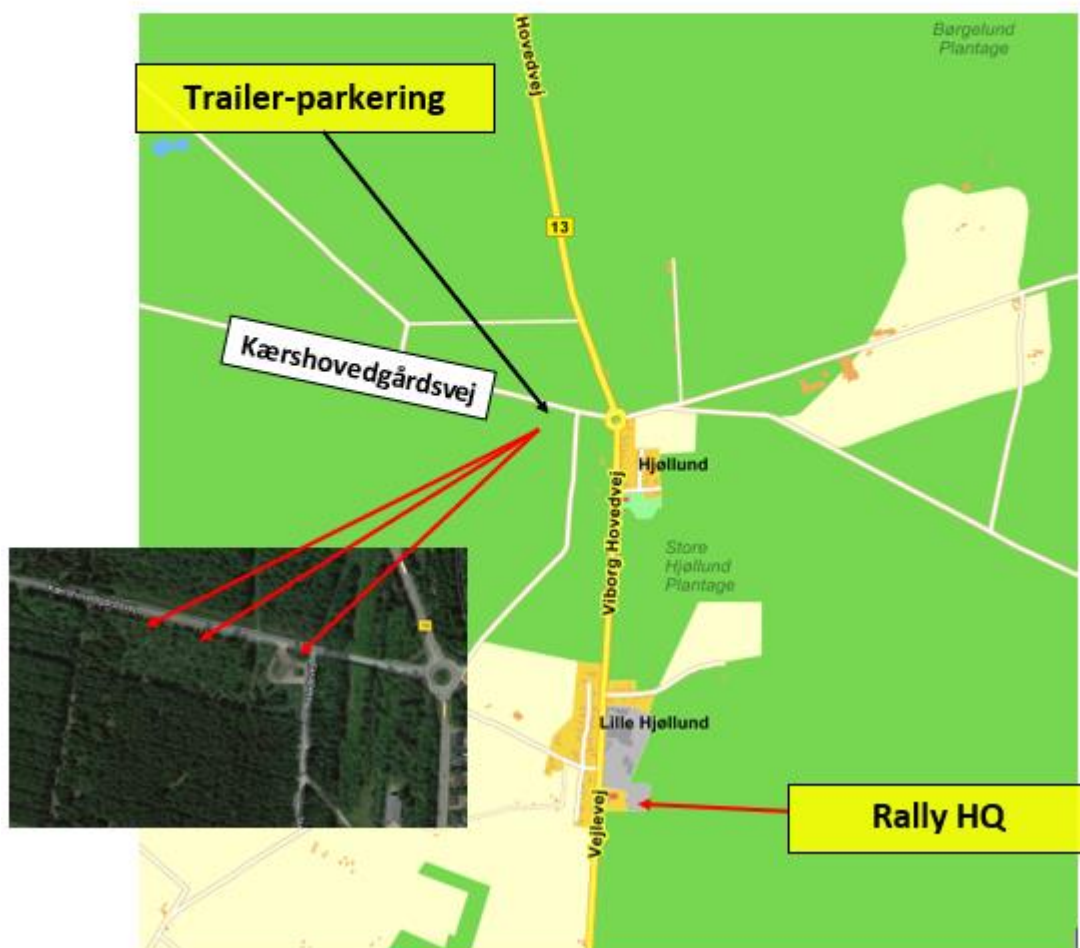 Hovedvej
Børgelund
Plantage
Trailer-parkering
13
Kærshovedgårdsvej
Hjøllund
Viborg Hovedvej
Store
Hjøllund
Plantage
Lille Hjøllund
Rally HQ
Vejlevej